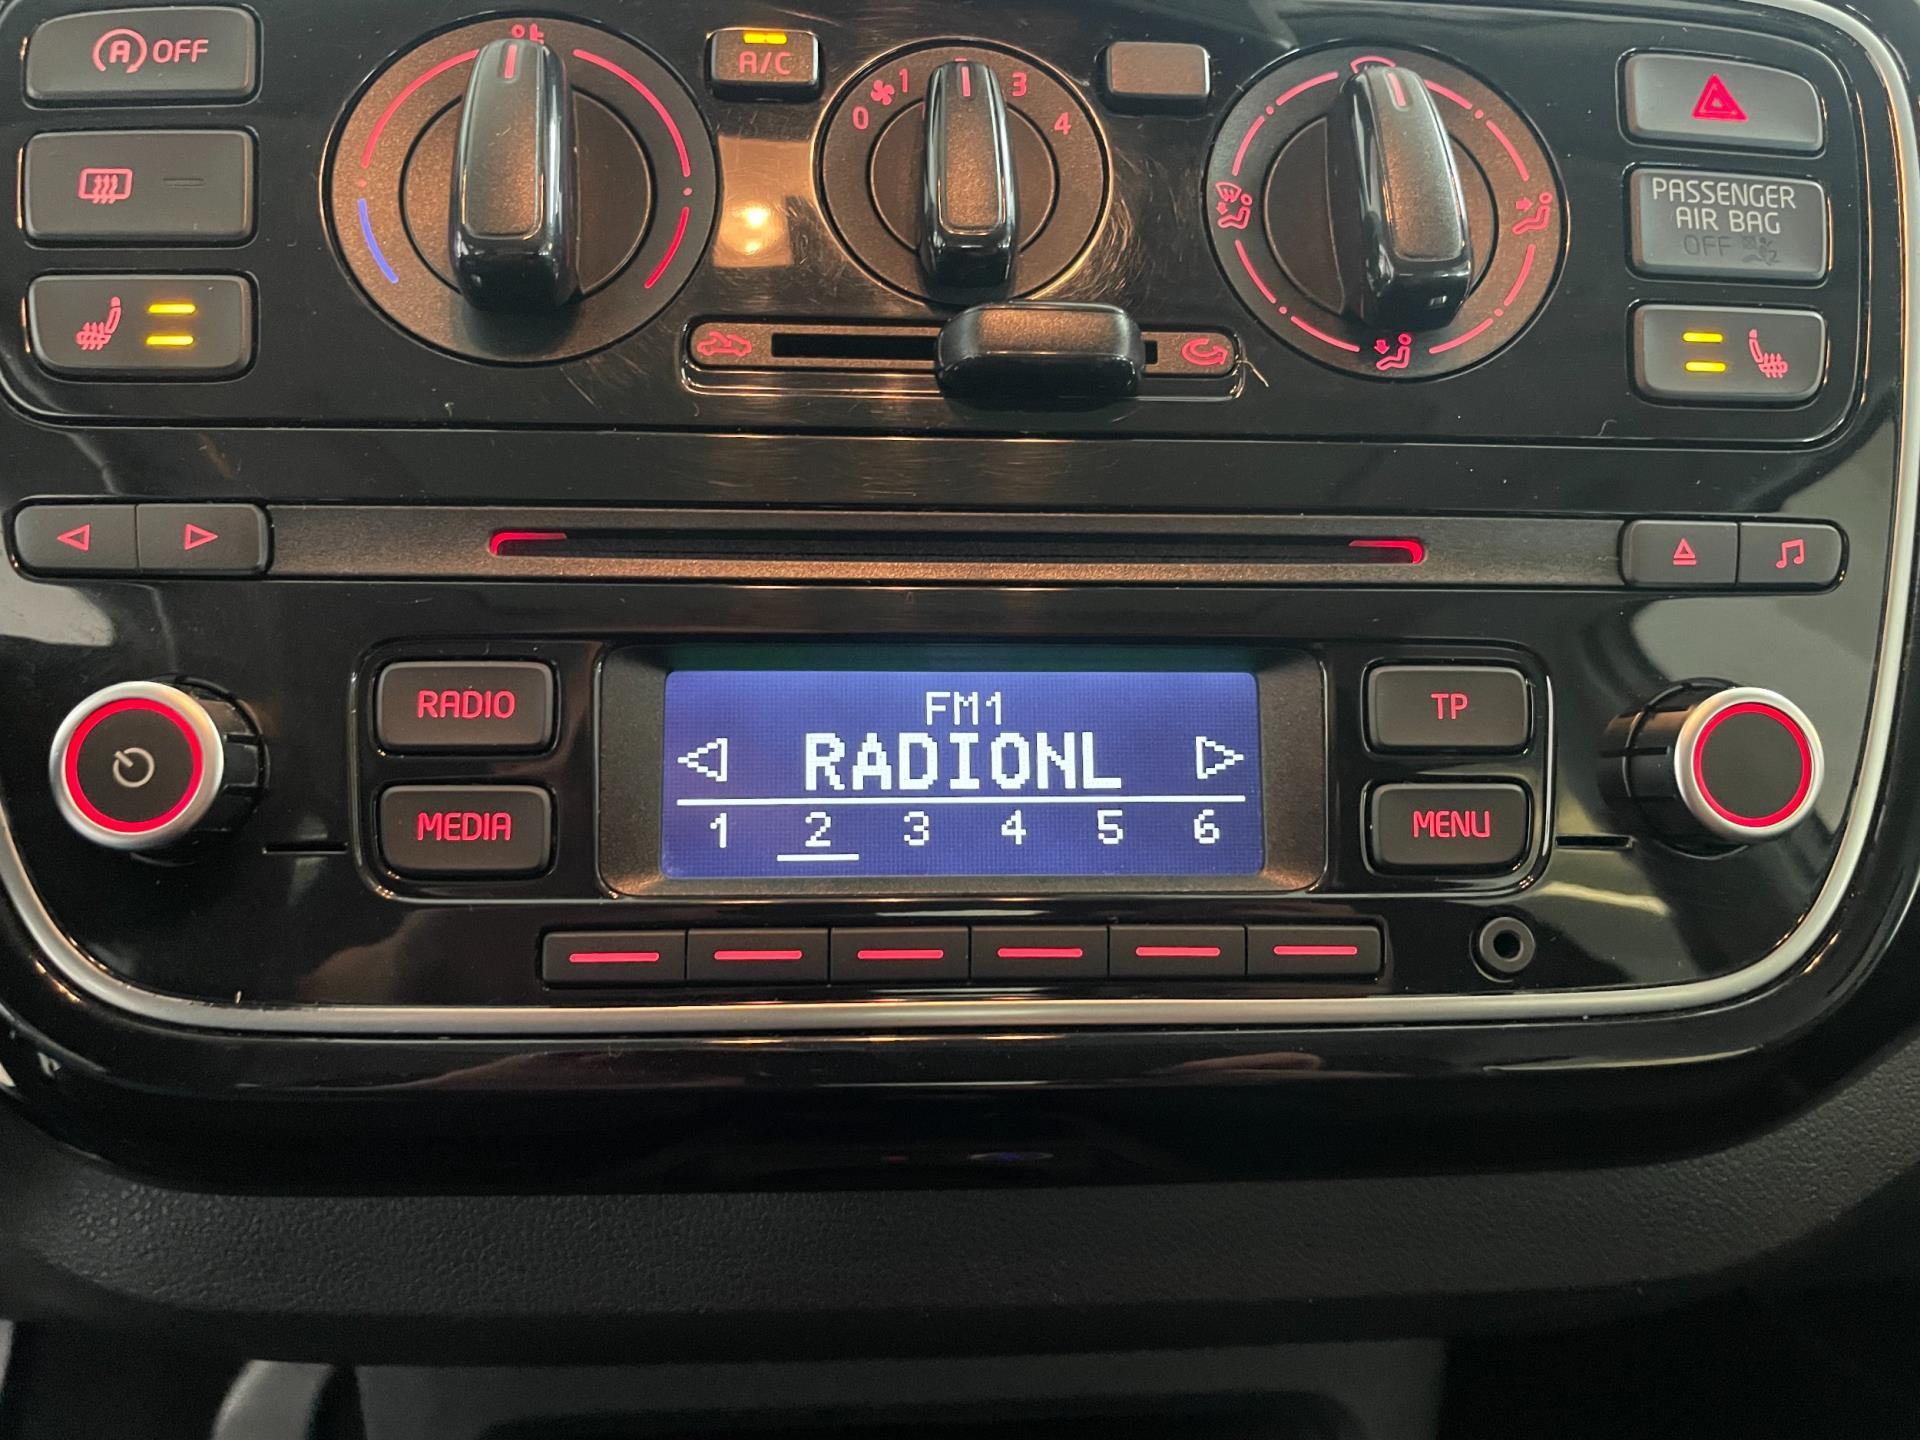 A OFF
A/C
0 1 3 4
PASSENGER
AIR BAG
OFF
RADIO
MEDIA
FM1
RADIONL
1 2 3 4 5 6
TP
MENU